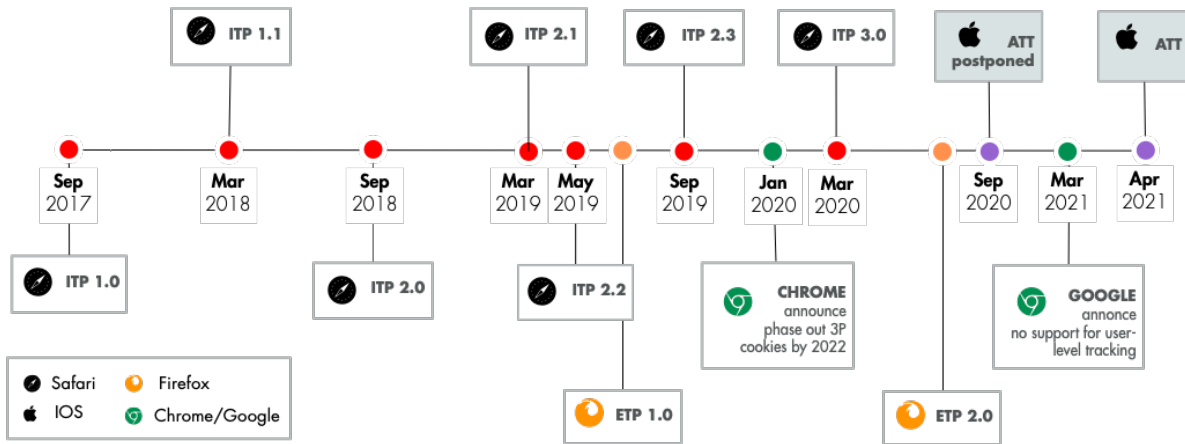 ITP 1.1
ITP 2.1
ITP 2.3
ITP 3.0
ATT
postponed
ATT
Sep
2017
Mar
2018
Sep
2018
Mar
2019
May
2019
Sep
2019
Jan
2020
Mar
2020
Sep
2020
Mar
2021
Apr
2021
ITP 1.0
ITP 2.0
ITP 2.2
CHROME
announce
phase out 3P
cookies by 2022
GOOGLE
annonce
no support for user-
level tracking
Safari
Firefox
IOS
Chrome/Google
ETP 1.0
ETP 2.0